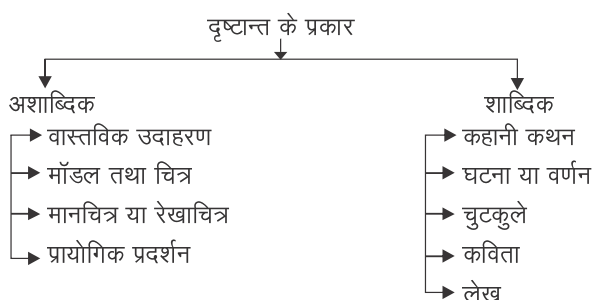 दृष्टान्त के प्रकार
अशाब्दिक
वास्तविक उदाहरण
मॉडल तथा चित्र
मानचित्र या रेखाचित्र
प्रायोगिक प्रदर्शन
शाब्दिक
कहानी कथन
घटना या वर्णन
चुटकुले
कविता
लेख